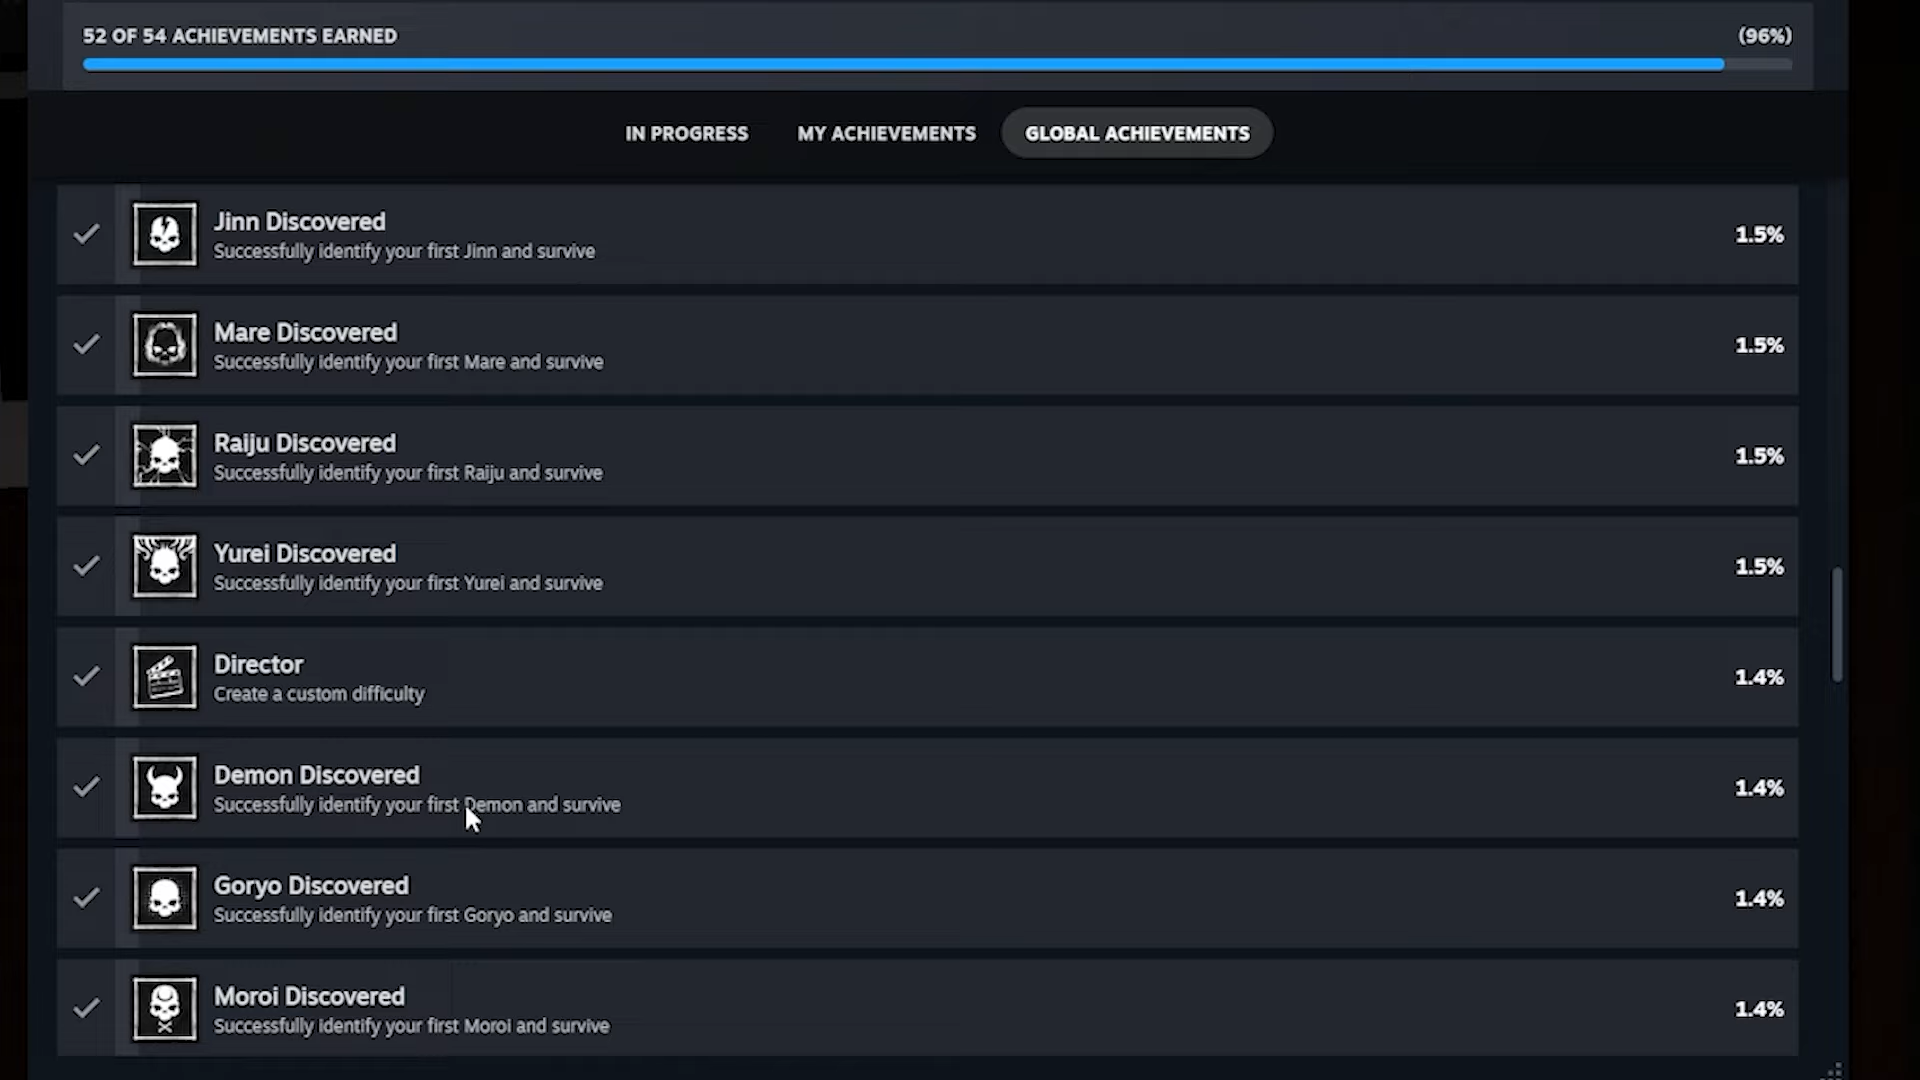 52 OF 54 ACHIEVEMENTS EARNED (96%)
IN PROGRESS MY ACHIEVEMENTS GLOBAL ACHIEVEMENTS
Jinn Discovered
Successfully identify your first Jinn and survive
1.5%
Mare Discovered
Successfully identify your first Mare and survive
1.5%
Raiju Discovered
Successfully identify your first Raiju and survive
1.5%
Yurei Discovered
Successfully identify your first Yurei and survive
1.5%
Director
Create a custom difficulty
1.4%
Demon Discovered
Successfully identify your first Demon and survive
1.4%
Goryo Discovered
Successfully identify your first Goryo and survive
1.4%
Moroi Discovered
Successfully identify your first Moroi and survive
1.4%